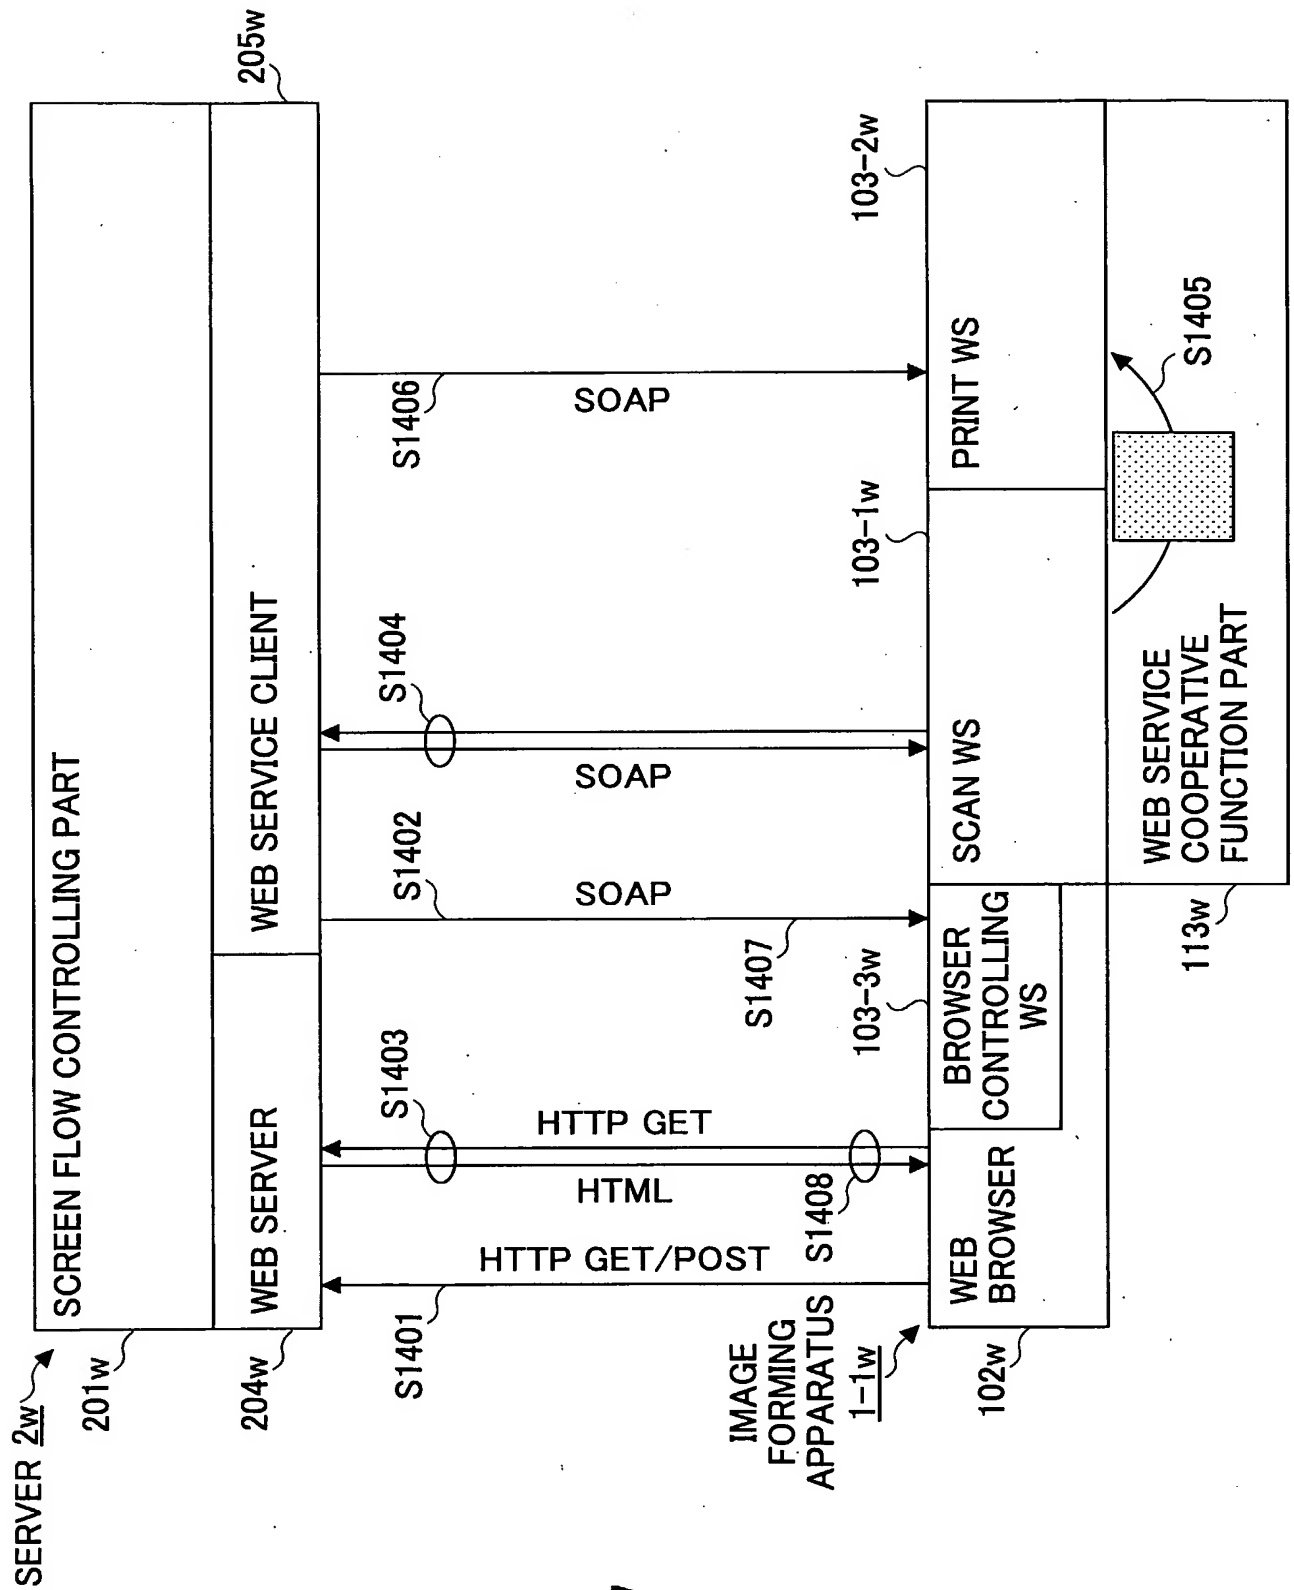 SERVER 2w
201w
SCREEN FLOW CONTROLLING PART
204w
WEB SERVER
WEB SERVICE CLIENT
205w
S1401
HTTP GET/POST
HTML
HTTP GET
S1403
S1408
S1402
SOAP
S1407
S1404
SOAP
S1406
SOAP
IMAGE
FORMING
APPARATUS
1-1w
102w
WEB
BROWSER
103-3w
BROWSER
CONTROLLING
WS
103-1w
SCAN WS
103-2w
PRINT WS
113w
WEB SERVICE
COOPERATIVE
FUNCTION PART
S1405